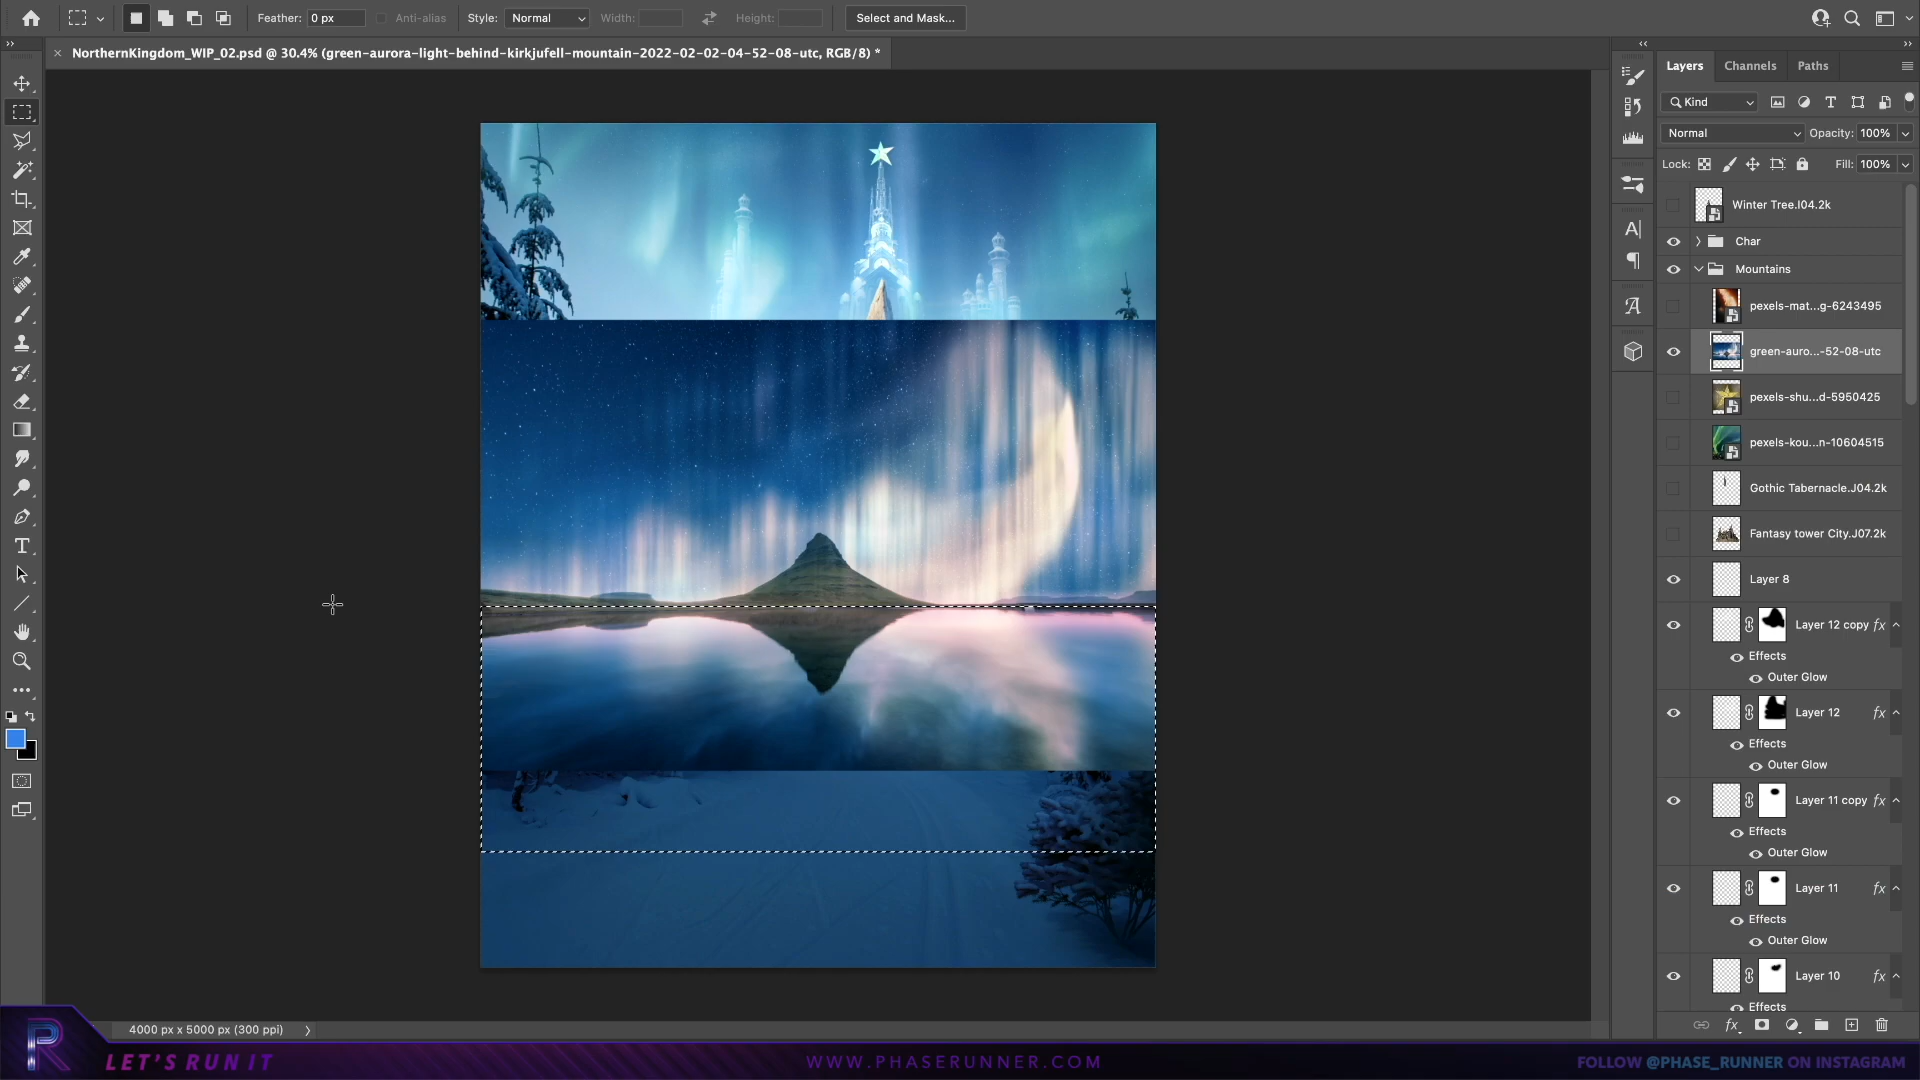 Feather: 0 px Anti-alias Style: Normal Width: Height: Select and Mask...
NorthernKingdom_WIP_02.psd @ 30.4% (green-aurora-light-behind-kirkjufell-mountain-2022-02-02-04-52-08-utc, RGB/8) *
Layers Channels Paths
Kind
Normal Opacity: 100%
Lock: Fill: 100%
Winter Tree.I04.2k
Char
Mountains
pexels-mat...g-6243495
green-auro...-52-08-utc
pexels-shu...d-5950425
pexels-kou...n-10604515
Gothic Tabernacle.J04.2k
Fantasy tower City.J07.2k
Layer 8
Layer 12 copy fx
Effects
Outer Glow
Layer 12 fx
Effects
Outer Glow
Layer 11 copy fx
Effects
Outer Glow
Layer 11 fx
Effects
Outer Glow
Layer 10 fx
Effects
4000 px x 5000 px (300 ppi)
LET'S RUN IT
WWW.PHASERUNNER.COM
FOLLOW @PHASE_RUNNER ON INSTAGRAM